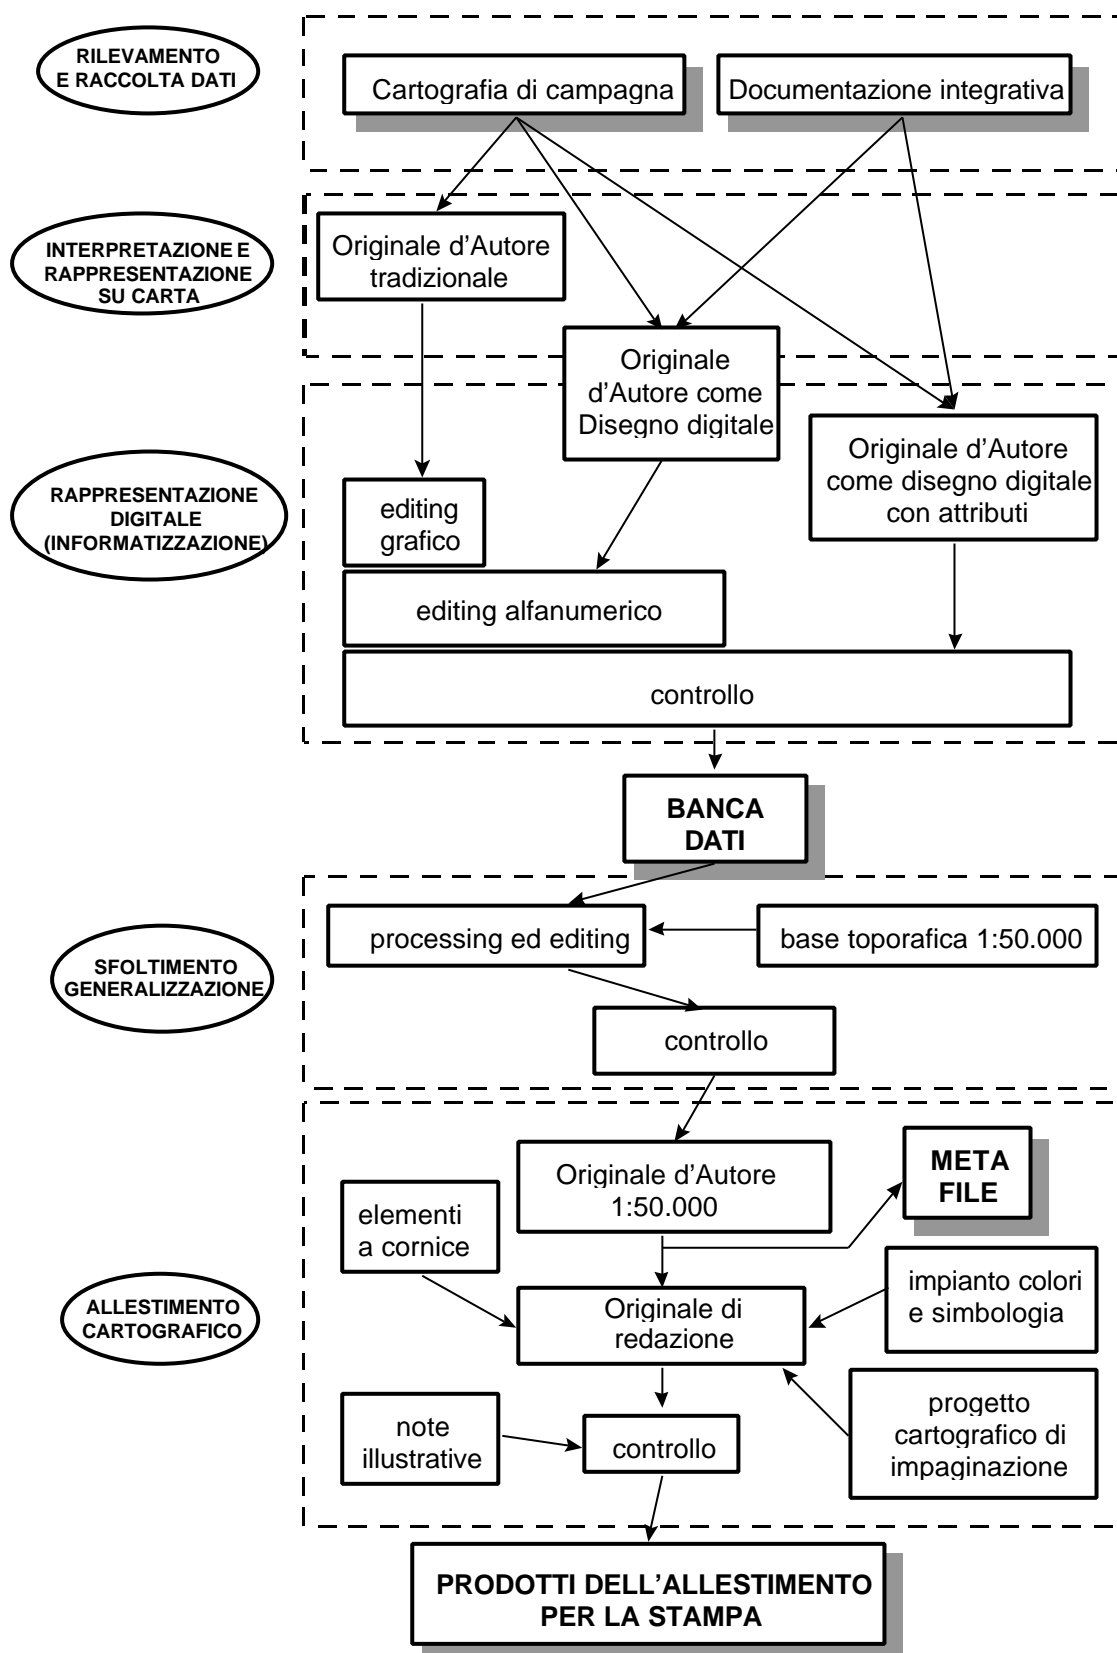 RILEVAMENTO
E RACCOLTA DATI
Cartografia di campagna
Documentazione integrativa
INTERPRETAZIONE E
RAPPRESENTAZIONE
SU CARTA
Originale d'Autore
tradizionale
Originale
d'Autore come
Disegno digitale
Originale d'Autore
come disegno digitale
con attributi
RAPPRESENTAZIONE
DIGITALE
(INFORMATIZZAZIONE)
editing
grafico
editing alfanumerico
controllo
BANCA
DATI
SFOLTIMENTO
GENERALIZZAZIONE
processing ed editing
base toporafica 1:50.000
controllo
ALLESTIMENTO
CARTOGRAFICO
Originale d'Autore
1:50.000
META
FILE
elementi
a cornice
Originale di
redazione
impianto colori
e simbologia
note
illustrative
controllo
progetto
cartografico di
impaginazione
PRODOTTI DELL'ALLESTIMENTO
PER LA STAMPA